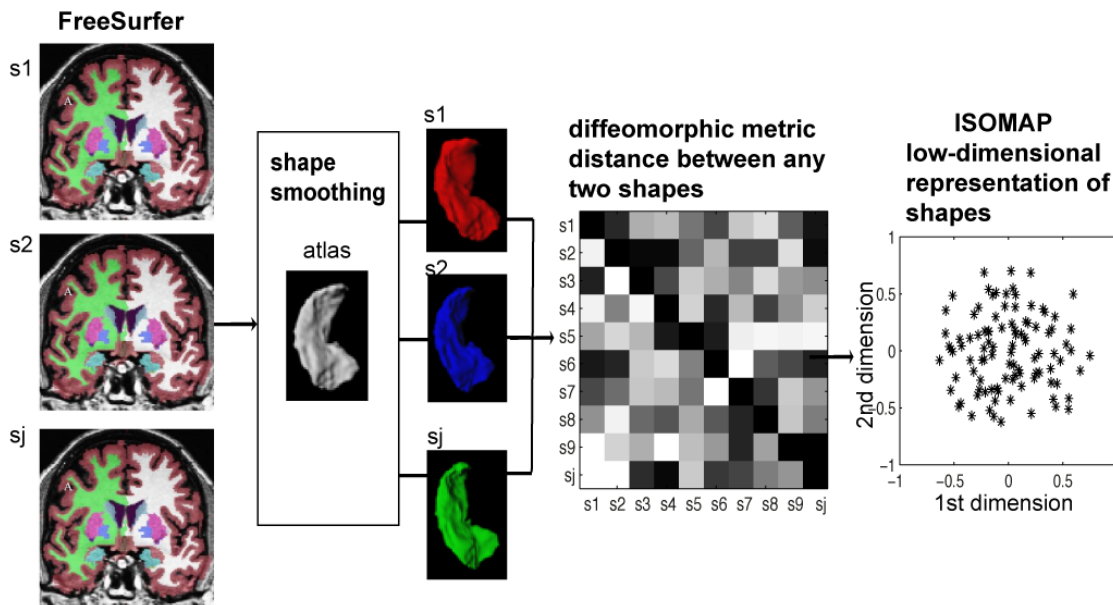 FreeSurfer
s1
A
s2
A
sj
A
shape
smoothing
atlas
s1
s2
sj
diffeomorphic metric
distance between any
two shapes
s1
s2
s3
s4
s5
s6
s7
s8
s9
sj
s1 s2 s3 s4 s5 s6 s7 s8 s9 sj
ISOMAP
low-dimensional
representation of
shapes
2nd dimension
1
0.5
0
−0.5
−1
−1 −0.5 0 0.5 1
1st dimension